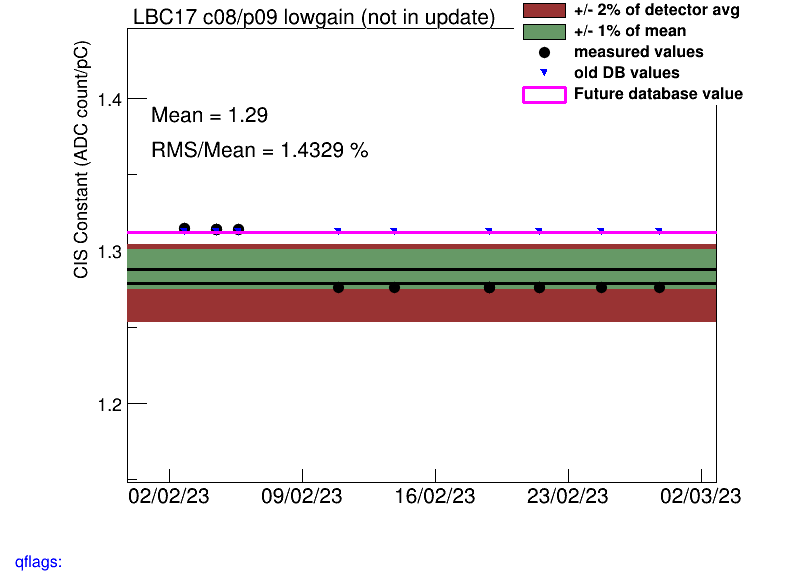 LBC17 c08/p09 lowgain (not in update)
+/- 2% of detector avg
+/- 1% of mean
measured values
old DB values
Future database value
Mean = 1.29
RMS/Mean = 1.4329 %
CIS Constant (ADC count/pC)
1.4
1.3
1.2
02/02/23 09/02/23 16/02/23 23/02/23 02/03/23
qflags: